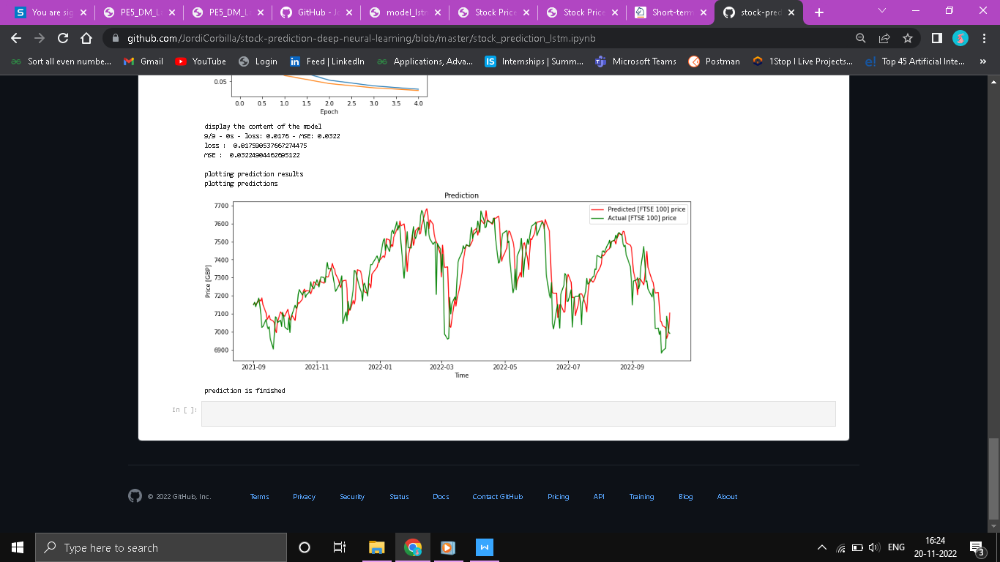 You are sig
PE5_DM_L
PE5_DM_L
GitHub - J
model_lstn
Stock Price
Stock Price
Short-term
stock-pred
github.com/JordiCorbilla/stock-prediction-deep-neural-learning/blob/master/stock_prediction_lstm.ipynb
Sort all even numbe...
Gmail
YouTube
Login
Feed | LinkedIn
Applications, Adva...
Internships | Summ...
Microsoft Teams
Postman
1Stop I Live Projects...
Top 45 Artificial Inte...
»
0.05
0.0 0.5 1.0 1.5 2.0 2.5 3.0 3.5 4.0
Epoch
display the content of the model
9/9 - 0s - loss: 0.0176 - MSE: 0.0322
loss :  0.017590537667274475
MSE :  0.03224904462695122
plotting prediction results
plotting predictions
Prediction
Predicted [FTSE 100] price
Actual [FTSE 100] price
7700
7600
7500
7400
7300
7200
7100
7000
6900
Price [GBP]
2021-09 2021-11 2022-01 2022-03 2022-05 2022-07 2022-09
Time
prediction is finished
In [ ]:
© 2022 GitHub, Inc. Terms Privacy Security Status Docs Contact GitHub Pricing API Training Blog About
Type here to search
ENG
16:24
20-11-2022
3